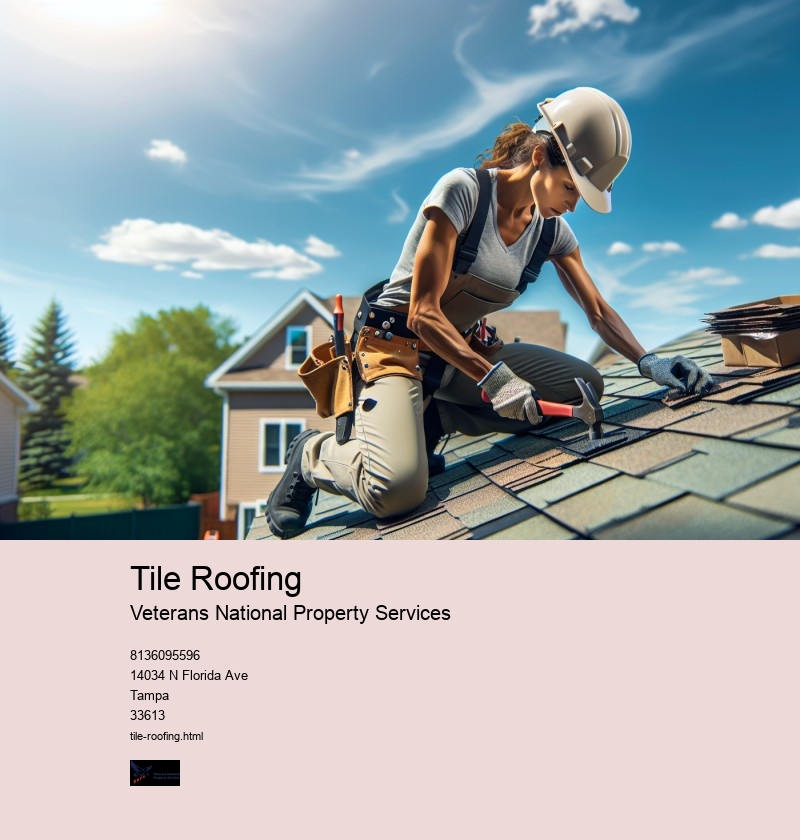 Tile Roofing
Veterans National Property Services
8136095596
14034 N Florida Ave
Tampa
33613
tile-roofing.html